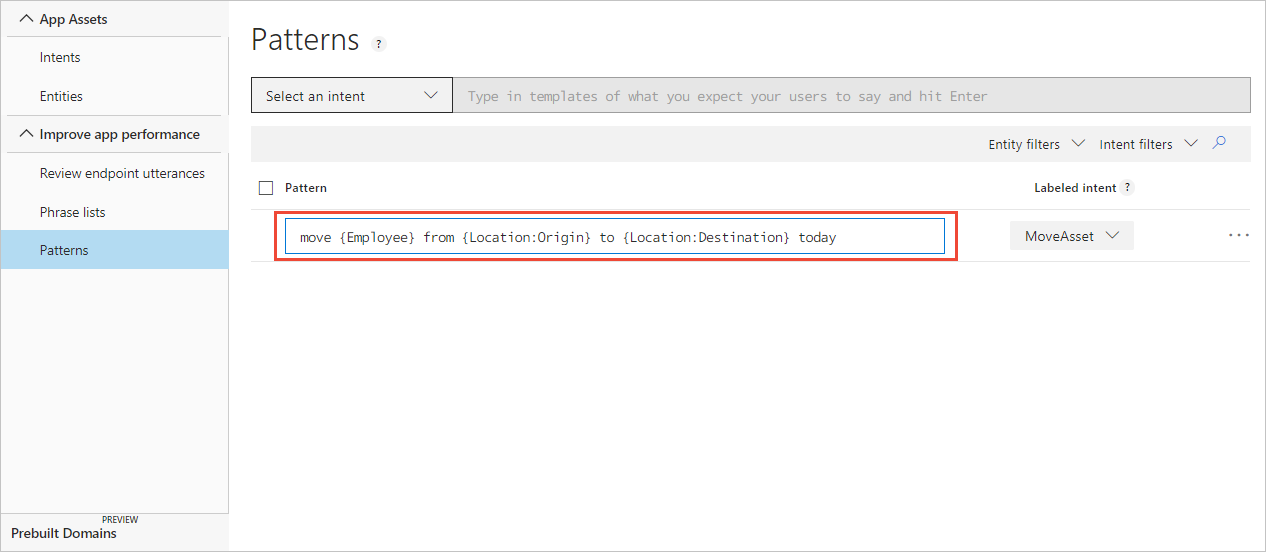 App Assets
Intents
Entities
Improve app performance
Review endpoint utterances
Phrase lists
Patterns
PREVIEW
Prebuilt Domains
Patterns ?
Select an intent Type in templates of what you expect your users to say and hit Enter
Entity filters Intent filters
Pattern Labeled intent ?
move {Employee} from {Location:Origin} to {Location:Destination} today MoveAsset ...